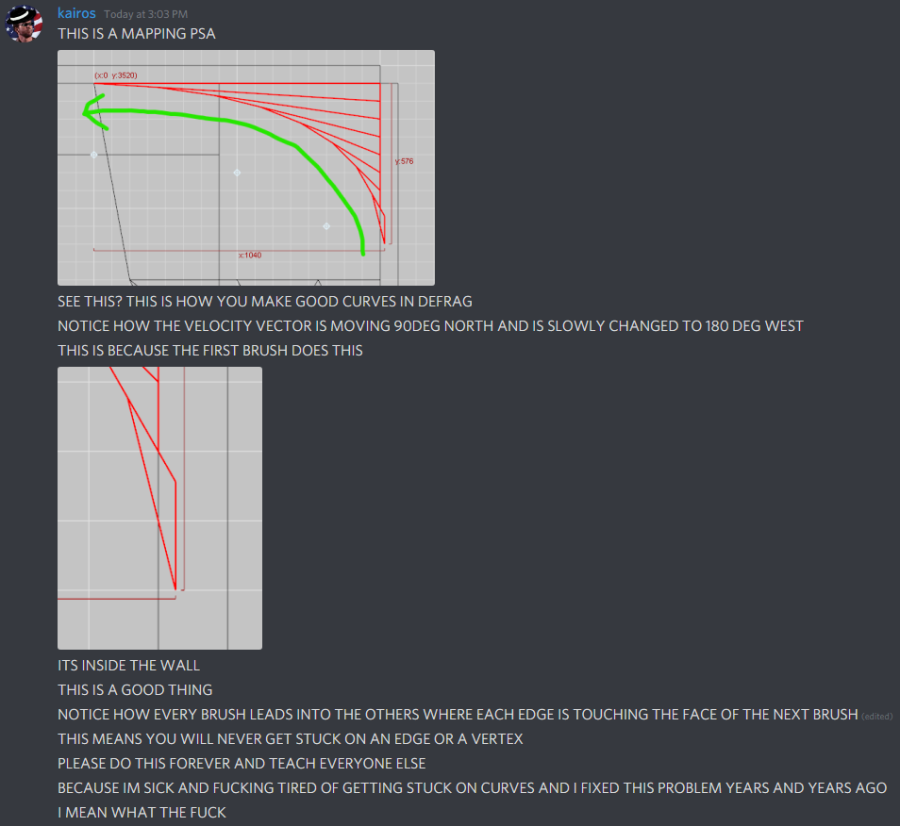 kairos Today at 3:03 PM
THIS IS A MAPPING PSA
(x:0 y:3520)
y:576
x:1040
SEE THIS? THIS IS HOW YOU MAKE GOOD CURVES IN DEFRAG
NOTICE HOW THE VELOCITY VECTOR IS MOVING 90DEG NORTH AND IS SLOWLY CHANGED TO 180 DEG WEST
THIS IS BECAUSE THE FIRST BRUSH DOES THIS
ITS INSIDE THE WALL
THIS IS A GOOD THING
NOTICE HOW EVERY BRUSH LEADS INTO THE OTHERS WHERE EACH EDGE IS TOUCHING THE FACE OF THE NEXT BRUSH (edited)
THIS MEANS YOU WILL NEVER GET STUCK ON AN EDGE OR A VERTEX
PLEASE DO THIS FOREVER AND TEACH EVERYONE ELSE
BECAUSE IM SICK AND FUCKING TIRED OF GETTING STUCK ON CURVES AND I FIXED THIS PROBLEM YEARS AND YEARS AGO
I MEAN WHAT THE FUCK